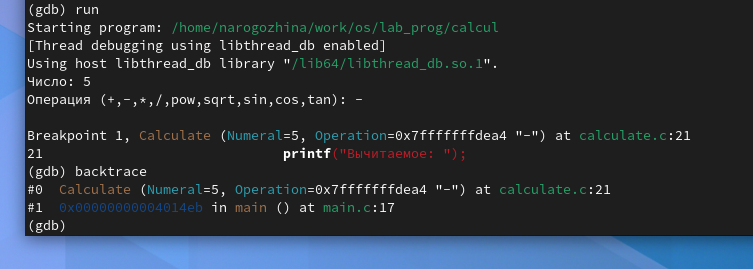 (gdb) run
Starting program: /home/narogozhina/work/os/lab_prog/calcul
[Thread debugging using libthread_db enabled]
Using host libthread_db library "/lib64/libthread_db.so.1".
Число: 5
Операция (+,-,*,/,pow,sqrt,sin,cos,tan): -
Breakpoint 1, Calculate (Numeral=5, Operation=0x7fffffffdea4 "-") at calculate.c:21
21 printf("Вычитаемое: ");
(gdb) backtrace
#0 Calculate (Numeral=5, Operation=0x7fffffffdea4 "-") at calculate.c:21
#1 0x00000000004014eb in main () at main.c:17
(gdb)